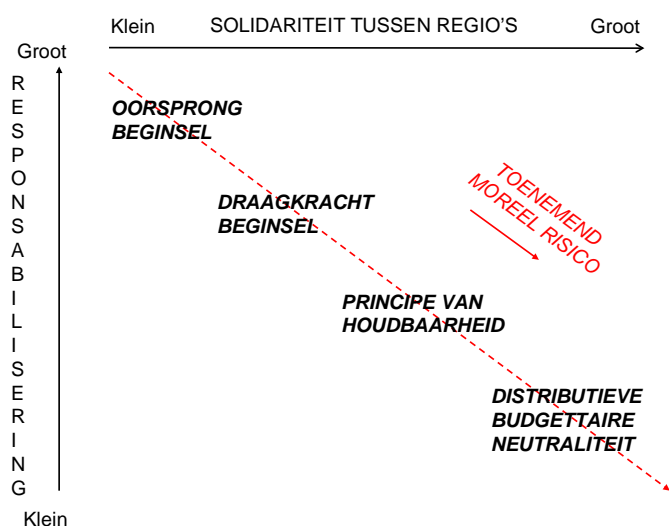 Klein SOLIDARITEIT TUSSEN REGIO'S Groot
Groot
RESPONSABILISERING
OORSPRONG
BEGINSEL
DRAAGKRACHT
BEGINSEL
TOENEMEND
MOREEL RISICO
PRINCIPE VAN
HOUDBAARHEID
DISTRIBUTIEVE
BUDGETTAIRE
NEUTRALITEIT
Klein